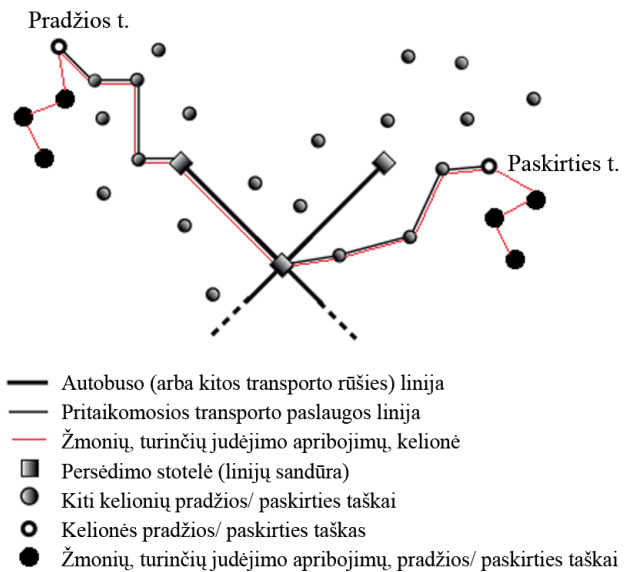 Pradžios t.
Paskirties t.
Autobuso (arba kitos transporto rūšies) linija
Pritaikomosios transporto paslaugos linija
Žmonių, turinčių judėjimo apribojimų, kelionė
Persėdimo stotelė (linijų sandūra)
Kiti kelionių pradžios/ paskirties taškai
Kelionės pradžios/ paskirties taškas
Žmonių, turinčių judėjimo apribojimų, pradžios/ paskirties taškai